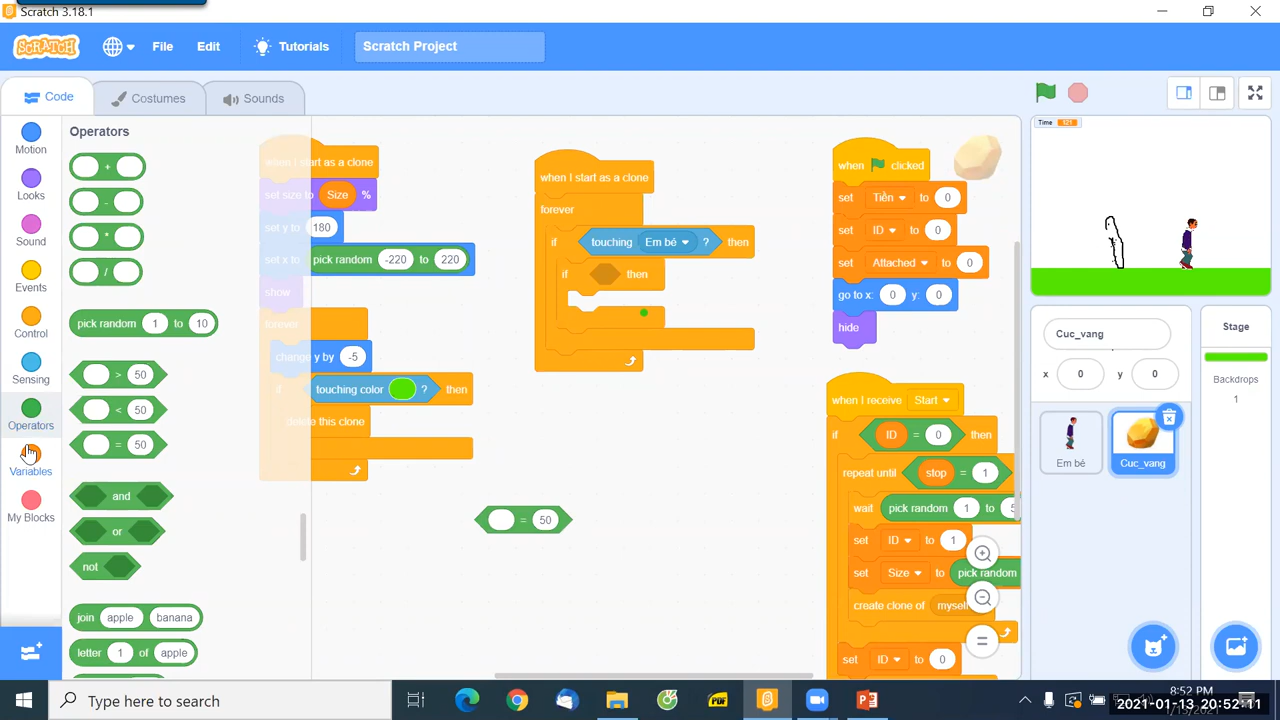 Scratch 3.18.1
SCRATCH
File
Edit
Tutorials
Scratch Project
Code
Costumes
Sounds
Motion
Looks
Sound
Events
Control
Sensing
Operators
Variables
My Blocks
Operators
+
-
*
/
pick random 1 to 10
> 50
< 50
= 50
and
or
not
join apple banana
letter 1 of apple
when I start as a clone
set size to Size %
set y to 180
set x to pick random -220 to 220
show
forever
change y by -5
if touching color ? then
delete this clone
when I start as a clone
forever
if touching Em bé ? then
if then
= 50
when clicked
set Tiền to 0
set ID to 0
set Attached to 0
go to x: 0 y: 0
hide
when I receive Start
if ID = 0 then
repeat until stop = 1
wait pick random 1 to 5
set ID to 1
set Size to pick random
create clone of myself
set ID to 0
Time
Cuc_vang
x 0 y 0
Em bé
Cuc_vang
Stage
Backdrops
1
Type here to search
PDF
8:52 PM
2021-01-13 20:52:11